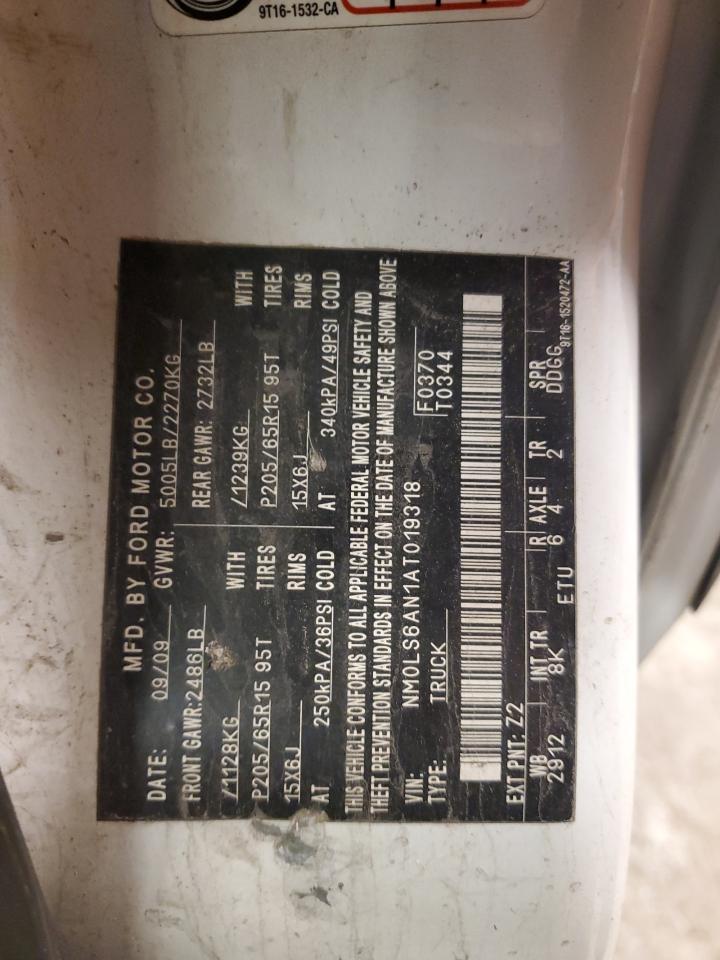 9T16-1532-CA
MFD. BY FORD MOTOR CO.
DATE: 09/09 GVWR: 5005LB/2270KG
FRONT GAWR:2486LB REAR GAWR: 2732LB
/1128KG WITH /1239KG WITH
P205/65R15 95T TIRES P205/65R15 95T TIRES
15X6J RIMS 15X6J RIMS
AT 250kPA/36PSI COLD AT 340kPA/49PSI COLD
THIS VEHICLE CONFORMS TO ALL APPLICABLE FEDERAL MOTOR VEHICLE SAFETY AND
THEFT PREVENTION STANDARDS IN EFFECT ON THE DATE OF MANUFACTURE SHOWN ABOVE
VIN: NM0LS6AN1AT019318 F0370
TYPE: TRUCK T0344
EXT PNT: Z2
WB INT TR R AXLE TR SPR
2912 8K 6 4 2 DDGG
ETU 9T16-1520472-AA